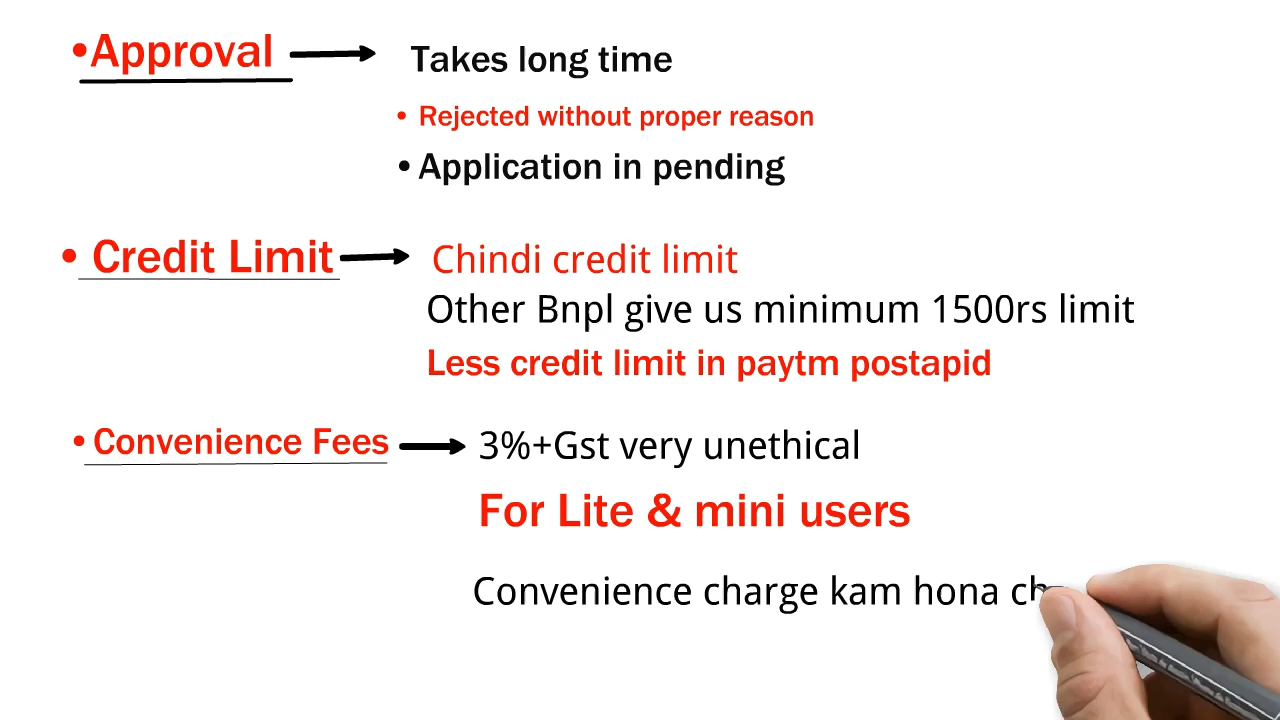 •Approval
Takes long time
• Rejected without proper reason
• Application in pending
• Credit Limit
Chindi credit limit
Other Bnpl give us minimum 1500rs limit
Less credit limit in paytm postapid
• Convenience Fees
3%+Gst very unethical
For Lite & mini users
Convenience charge kam hona